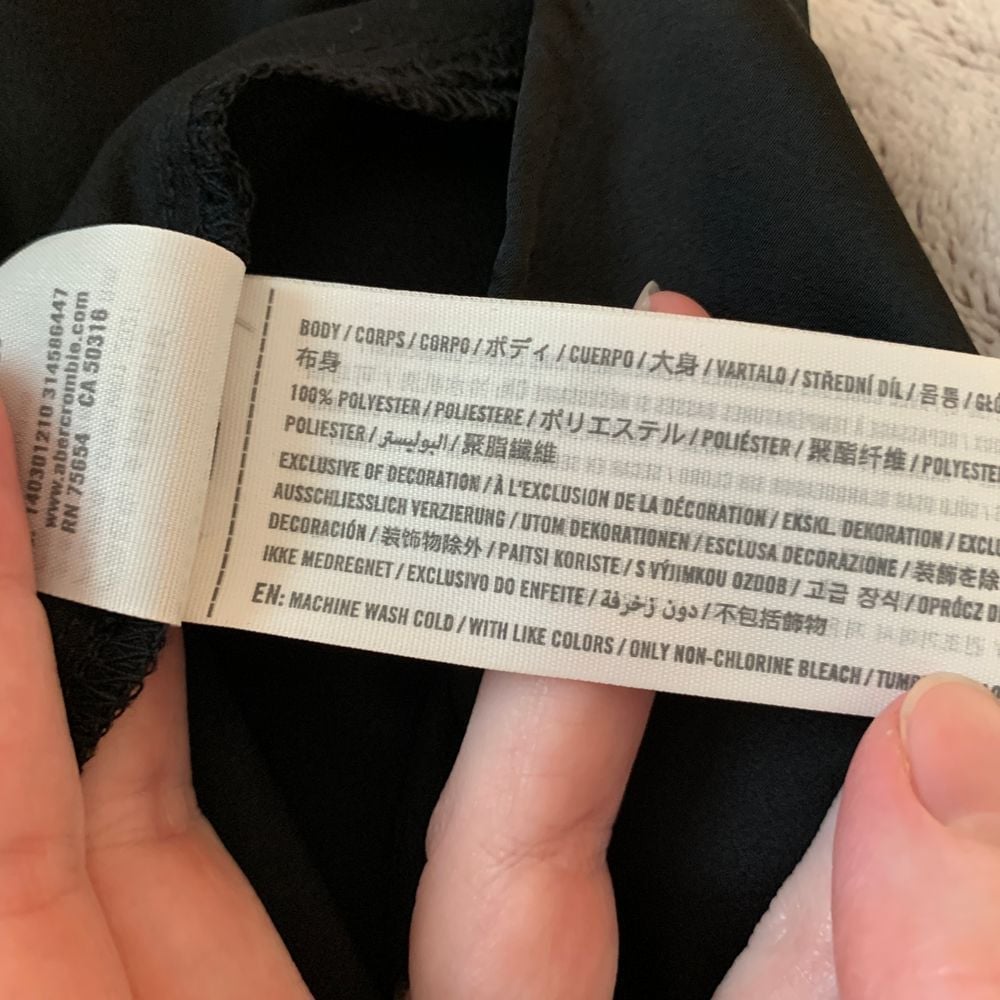 140301210 314586447
www.abercrombie.com
RN 75654 CA 50316
BODY / CORPS / CORPO / ボディ / CUERPO / 大身 / VARTALO / STŘEDNÍ DÍL / 몸통 /
布身
100% POLYESTER / POLIESTERE / ポリエステル / POLIÉSTER / 聚酯纤维 / POLYESTE
POLIESTER / البوليستر / 聚脂纖維
EXCLUSIVE OF DECORATION / À L'EXCLUSION DE LA DÉCORATION / EKSKL. DEKORATION / EXCLU
AUSSCHLIESSLICH VERZIERUNG / UTOM DEKORATIONEN / ESCLUSA DECORAZIONE / 装飾を除
DECORACIÓN / 装饰物除外 / PAITSI KORISTE / S VÝJIMKOU OZDOB / 고급 장식 / OPRÓCZ
IKKE MEDREGNET / EXCLUSIVO DO ENFEITE / دون زخرفة / 不包括飾物
EN: MACHINE WASH COLD / WITH LIKE COLORS / ONLY NON-CHLORINE BLEACH /